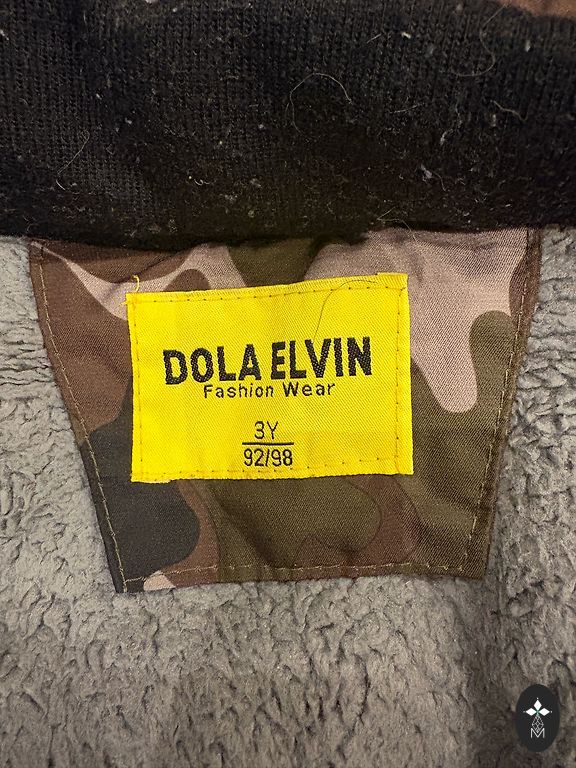 DOLA ELVIN
Fashion Wear
3Y
92/98
M